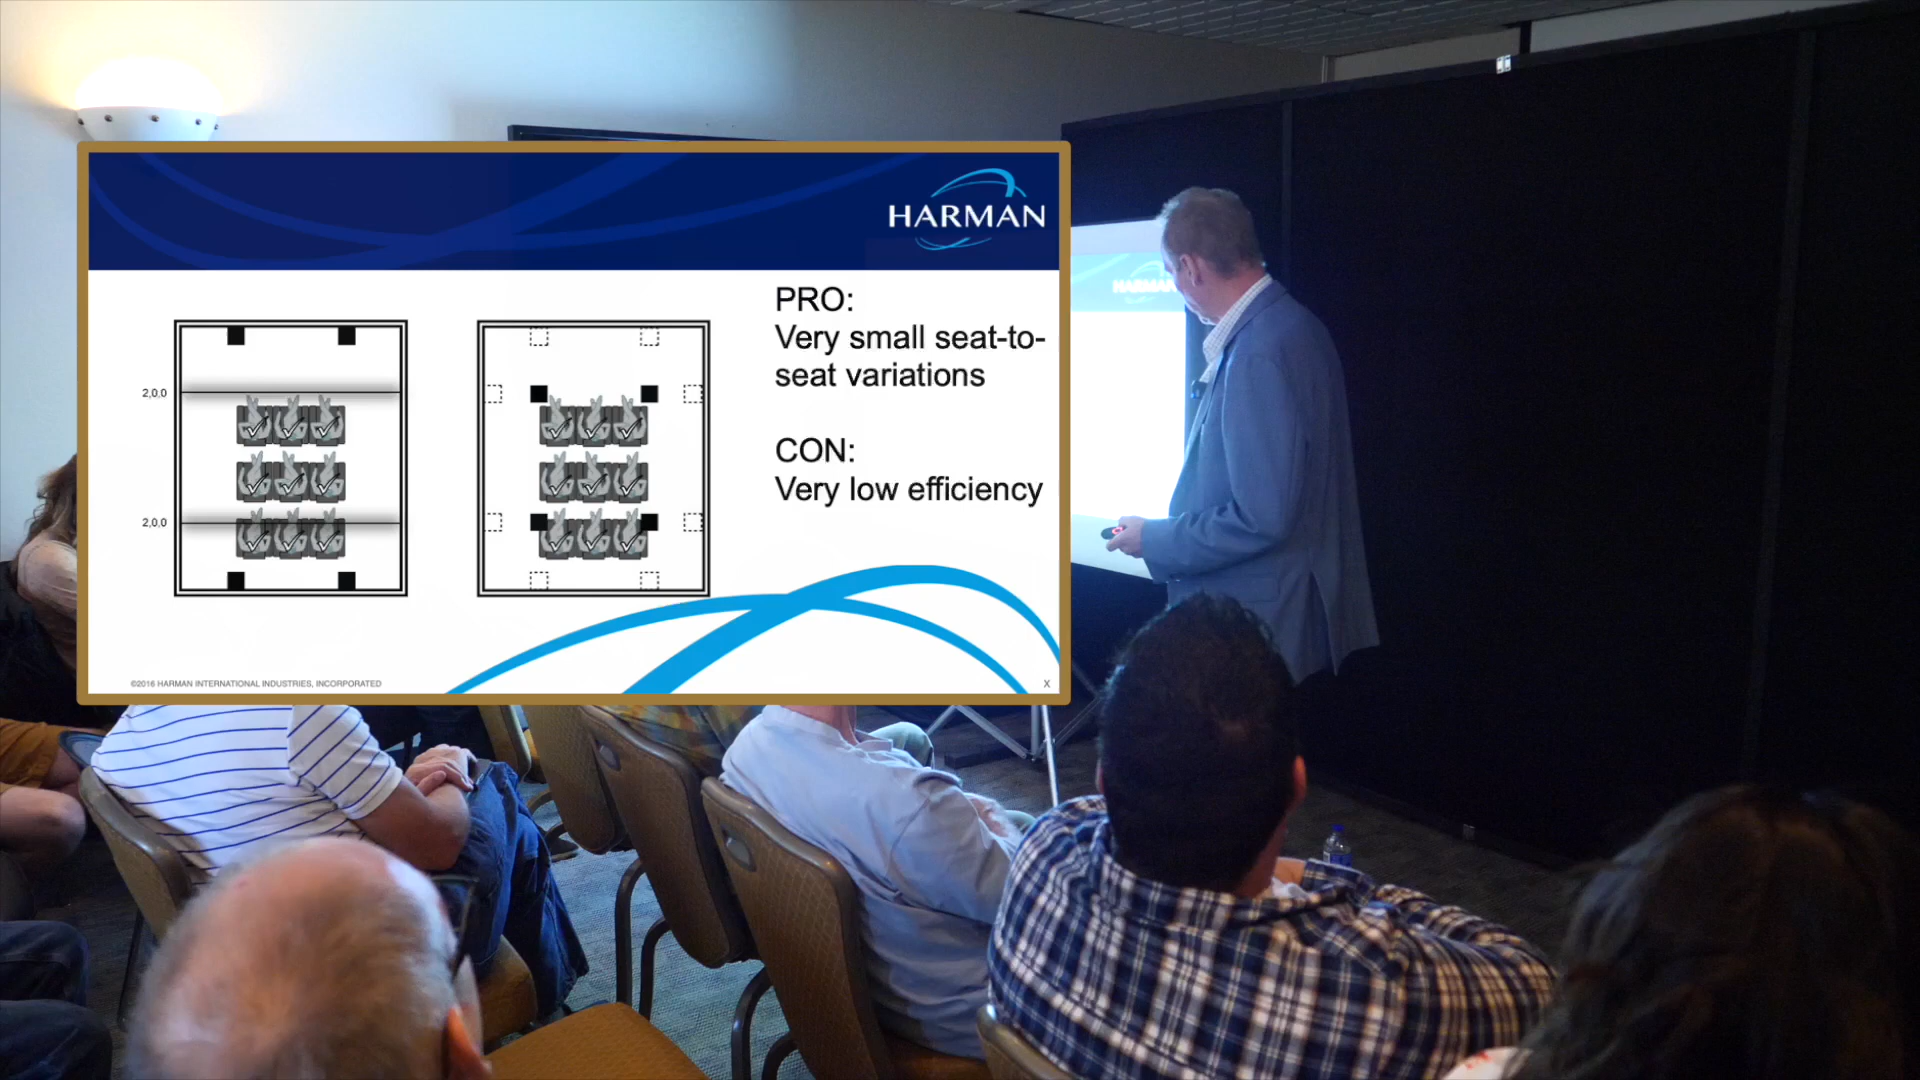 HARMAN
PRO:
Very small seat-to-
seat variations
CON:
Very low efficiency
2,0,0
2,0,0
©2016 HARMAN INTERNATIONAL INDUSTRIES, INCORPORATED
X
HARMAN